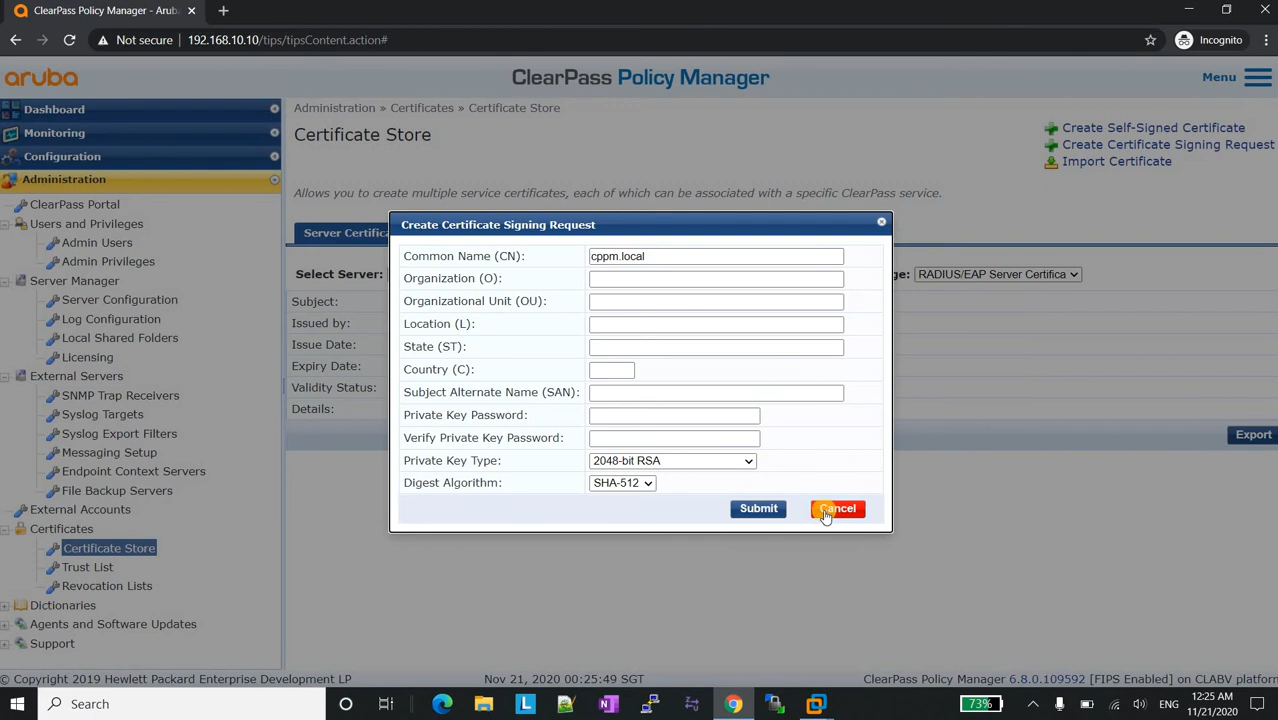 ClearPass Policy Manager - Arub
Not secure
192.168.10.10/tips/tipsContent.action#
Incognito
aruba
ClearPass Policy Manager
Menu
Dashboard
Monitoring
Configuration
Administration
ClearPass Portal
Users and Privileges
Admin Users
Admin Privileges
Server Manager
Server Configuration
Log Configuration
Local Shared Folders
Licensing
External Servers
SNMP Trap Receivers
Syslog Targets
Syslog Export Filters
Messaging Setup
Endpoint Context Servers
File Backup Servers
External Accounts
Certificates
Certificate Store
Trust List
Revocation Lists
Dictionaries
Agents and Software Updates
Support
Administration » Certificates » Certificate Store
Certificate Store
Create Self-Signed Certificate
Create Certificate Signing Request
Import Certificate
Allows you to create multiple service certificates, each of which can be associated with a specific ClearPass service.
Server Certifica
Select Server:
ge:
RADIUS/EAP Server Certifica
Subject:
Issued by:
Issue Date:
Expiry Date:
Validity Status:
Details:
Export
Create Certificate Signing Request
Common Name (CN):
cppm.local
Organization (O):
Organizational Unit (OU):
Location (L):
State (ST):
Country (C):
Subject Alternate Name (SAN):
Private Key Password:
Verify Private Key Password:
Private Key Type:
2048-bit RSA
Digest Algorithm:
SHA-512
Submit
Cancel
© Copyright 2019 Hewlett Packard Enterprise Development LP
Nov 21, 2020 00:25:49 SGT
ClearPass Policy Manager 6.8.0.109592 [FIPS Enabled] on CLABV platform
Search
73%
ENG
12:25 AM
11/21/2020